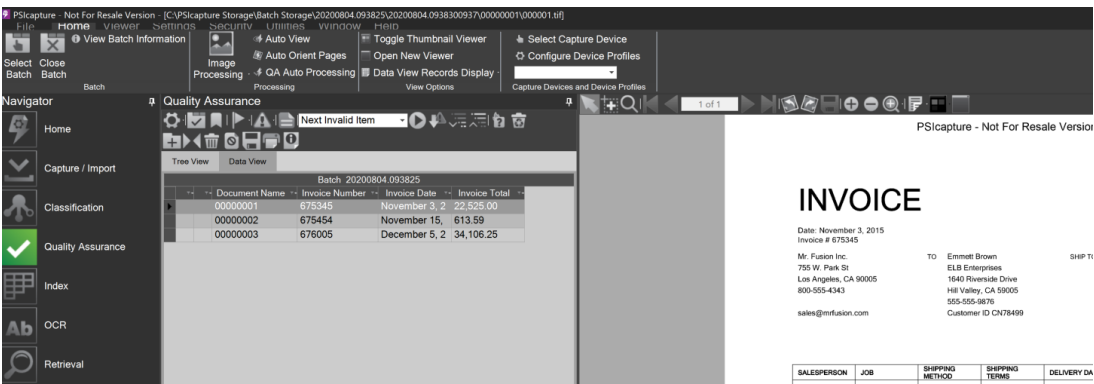 PSIcapture - Not For Resale Version - [C:\PSIcapture Storage\Batch Storage\20200804.093825\20200804.0938300937\00000001\000001.tif]
File Home Viewer Settings Security Utilities Window Help
Select Batch
Close Batch
View Batch Information
Batch
Image Processing
Auto View
Auto Orient Pages
QA Auto Processing
Processing
Toggle Thumbnail Viewer
Open New Viewer
Data View Records Display
View Options
Select Capture Device
Configure Device Profiles
Capture Devices and Device Profiles
Navigator
Home
Capture / Import
Classification
Quality Assurance
Index
Ab OCR
Retrieval
Quality Assurance
Next Invalid Item
Tree View Data View
Batch 20200804.093825
Document Name Invoice Number Invoice Date Invoice Total
00000001 675345 November 3, 2 22,525.00
00000002 675454 November 15, 613.59
00000003 676005 December 5, 2 34,106.25
1 of 1
PSIcapture - Not For Resale Version
INVOICE
Date: November 3, 2015
Invoice # 675345
Mr. Fusion Inc.
755 W. Park St
Los Angeles, CA 90005
800-555-4343
sales@mrfusion.com
TO Emmett Brown
ELB Enterprises
1640 Riverside Drive
Hill Valley, CA 59005
555-555-9876
Customer ID CN78499
SHIP TO
SALESPERSON JOB SHIPPING METHOD SHIPPING TERMS DELIVERY DA